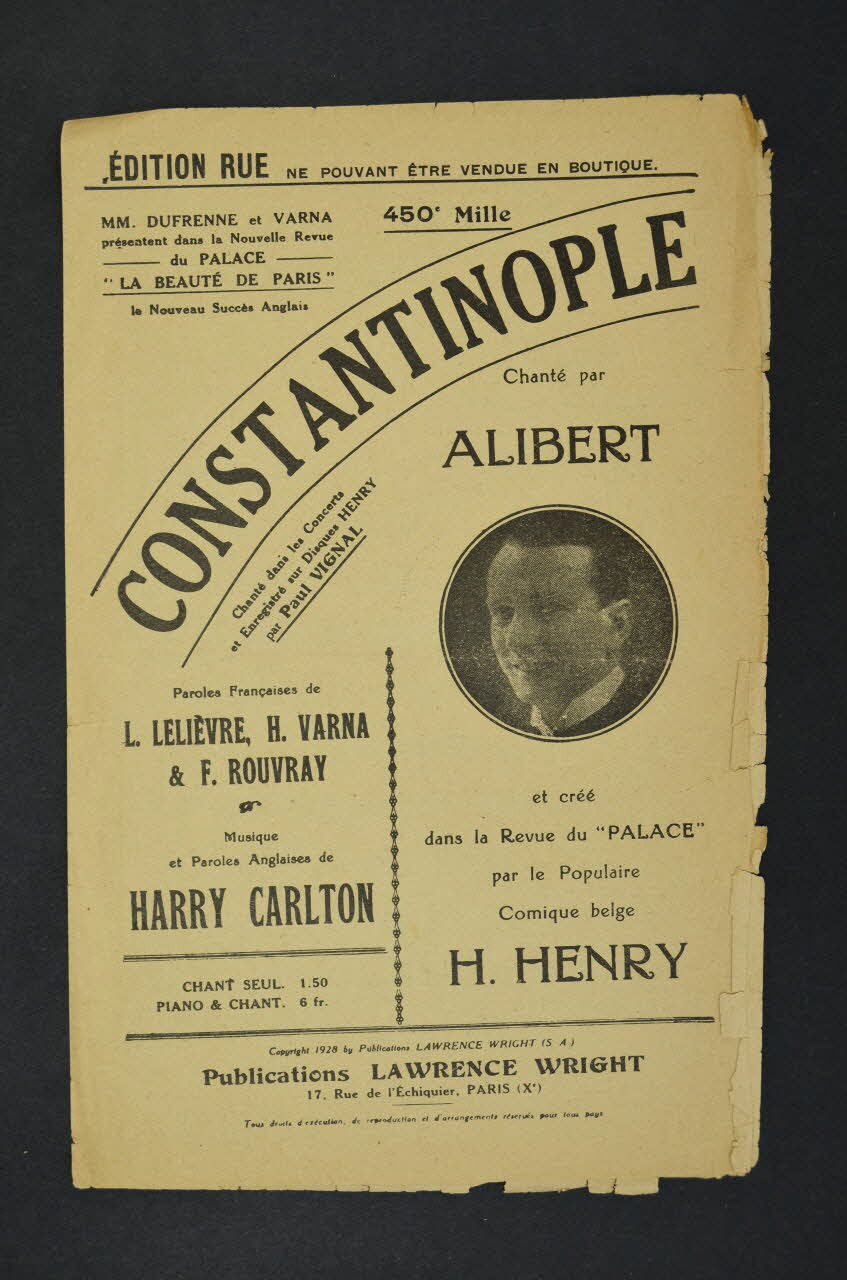 ÉDITION RUE NE POUVANT ÊTRE VENDUE EN BOUTIQUE.
MM. DUFRENNE et VARNA
présentent dans la Nouvelle Revue
du PALACE
"LA BEAUTÉ DE PARIS"
le Nouveau Succès Anglais
450e Mille
CONSTANTINOPLE
Chanté par
ALIBERT
Chanté dans les Concerts
et Enregistré sur Disques HENRY
par Paul VIGNAL
Paroles Françaises de
L. LELIÈVRE, H. VARNA
& F. ROUVRAY
Musique
et Paroles Anglaises de
HARRY CARLTON
CHANT SEUL. 1.50
PIANO & CHANT. 6 fr.
et créé
dans la Revue du "PALACE"
par le Populaire
Comique belge
H. HENRY
Copyright 1928 by Publications LAWRENCE WRIGHT (S A.)
Publications LAWRENCE WRIGHT
17, Rue de l'Échiquier, PARIS (Xe)
Tous droits d'exécution, de reproduction et d'arrangements réservés pour tous pays